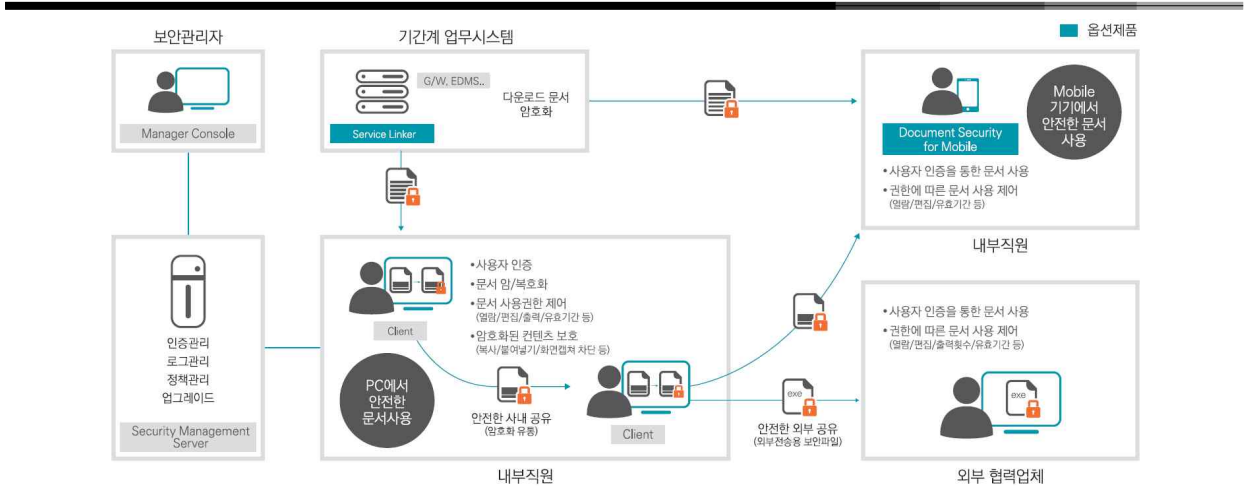 보안관리자
Manager Console
기간계 업무시스템
G/W, EDMS..
다운로드 문서
암호화
Service Linker
옵션제품
Document Security
for Mobile
Mobile
기기에서
안전한 문서
사용
•사용자 인증을 통한 문서 사용
•권한에 따른 문서 사용 제어
(열람/편집/유효기간 등)
내부직원
인증관리
로그관리
정책관리
업그레이드
Security Management
Server
Client
•사용자 인증
•문서 암/복호화
•문서 사용권한 제어
(열람/편집/출력/유효기간 등)
•암호화된 컨텐츠 보호
(복사/붙여넣기/화면캡쳐 차단 등)
PC에서
안전한
문서사용
안전한 사내 공유
(암호화 유통)
Client
내부직원
exe
안전한 외부 공유
(외부전송용 보안파일)
•사용자 인증을 통한 문서 사용
•권한에 따른 문서 사용 제어
(열람/편집/출력횟수/유효기간 등)
exe
외부 협력업체